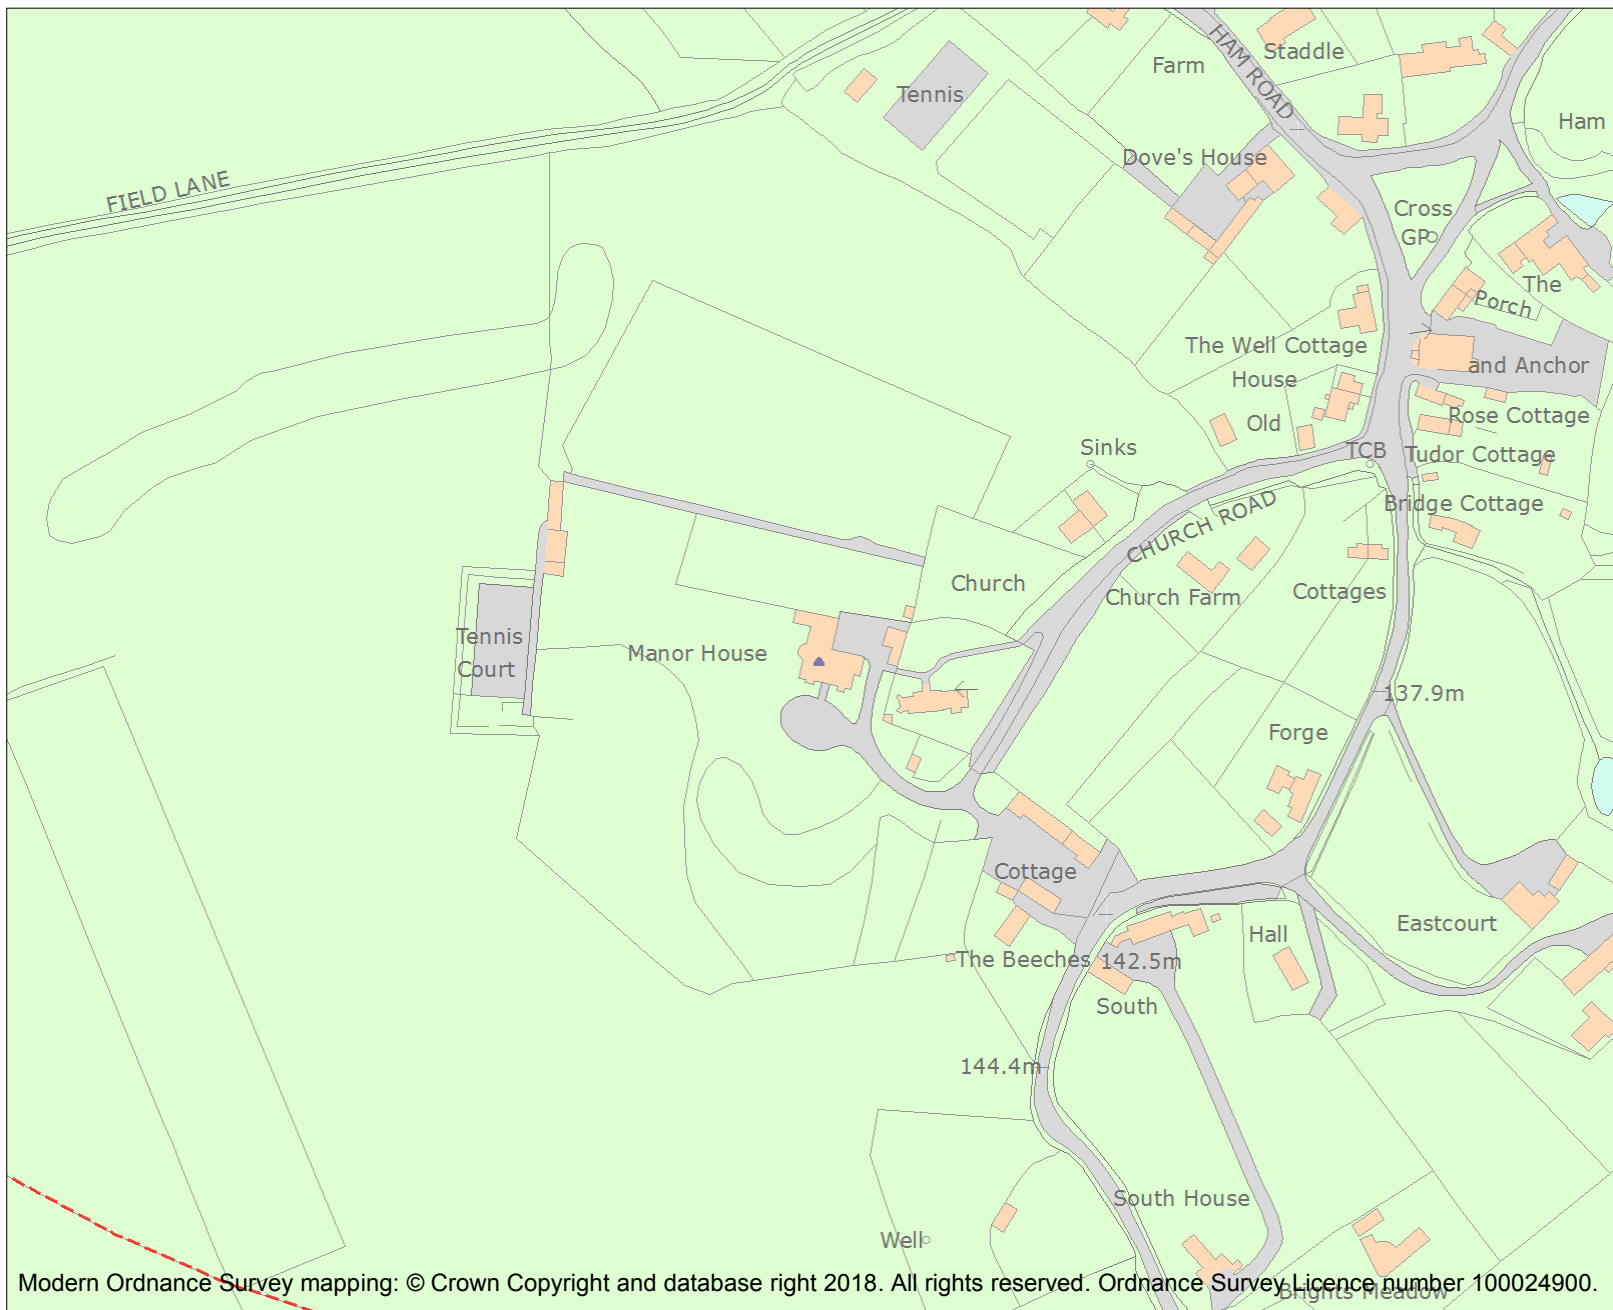 HAM ROAD
Staddle
Farm
Tennis
Ham
Dove's House
FIELD LANE
Cross
GP
The
Porch
The Well Cottage
and Anchor
House
Rose Cottage
Old
Sinks
TCB
Tudor Cottage
Bridge Cottage
CHURCH ROAD
Church
Church Farm
Cottages
Tennis
Court
Manor House
137.9m
Forge
Cottage
Eastcourt
Hall
The Beeches
142.5m
South
144.4m
South House
Well
Brights Meadow
Modern Ordnance Survey mapping: © Crown Copyright and database right 2018. All rights reserved. Ordnance Survey Licence number 100024900.